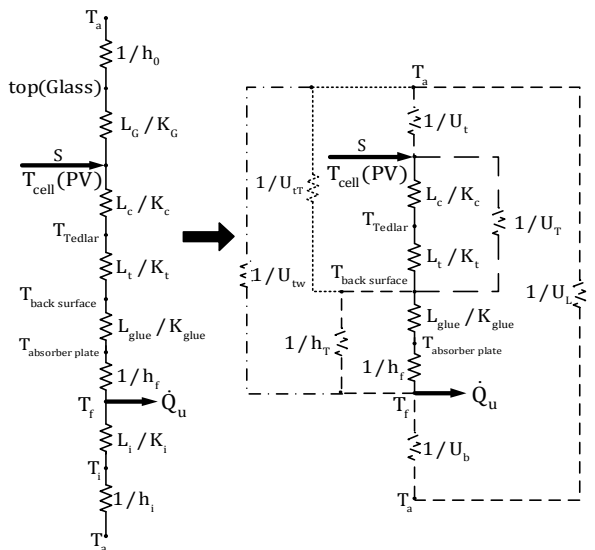 T_a
1/h_0
top(Glass)
L_G/K_G
S
T_cell(PV)
L_c/K_c
T_Tedlar
L_t/K_t
T_back surface
L_glue/K_glue
T_absorber plate
1/h_f
T_f
Q̇_u
L_i/K_i
T_i
1/h_i
T_a
T_a
1/U_t
S
T_cell(PV)
1/U_tT
L_c/K_c
T_Tedlar
1/U_T
L_t/K_t
1/U_tw
T_back surface
1/U_L
L_glue/K_glue
1/h_T
T_absorber plate
1/h_f
T_f
Q̇_u
1/U_b
T_a